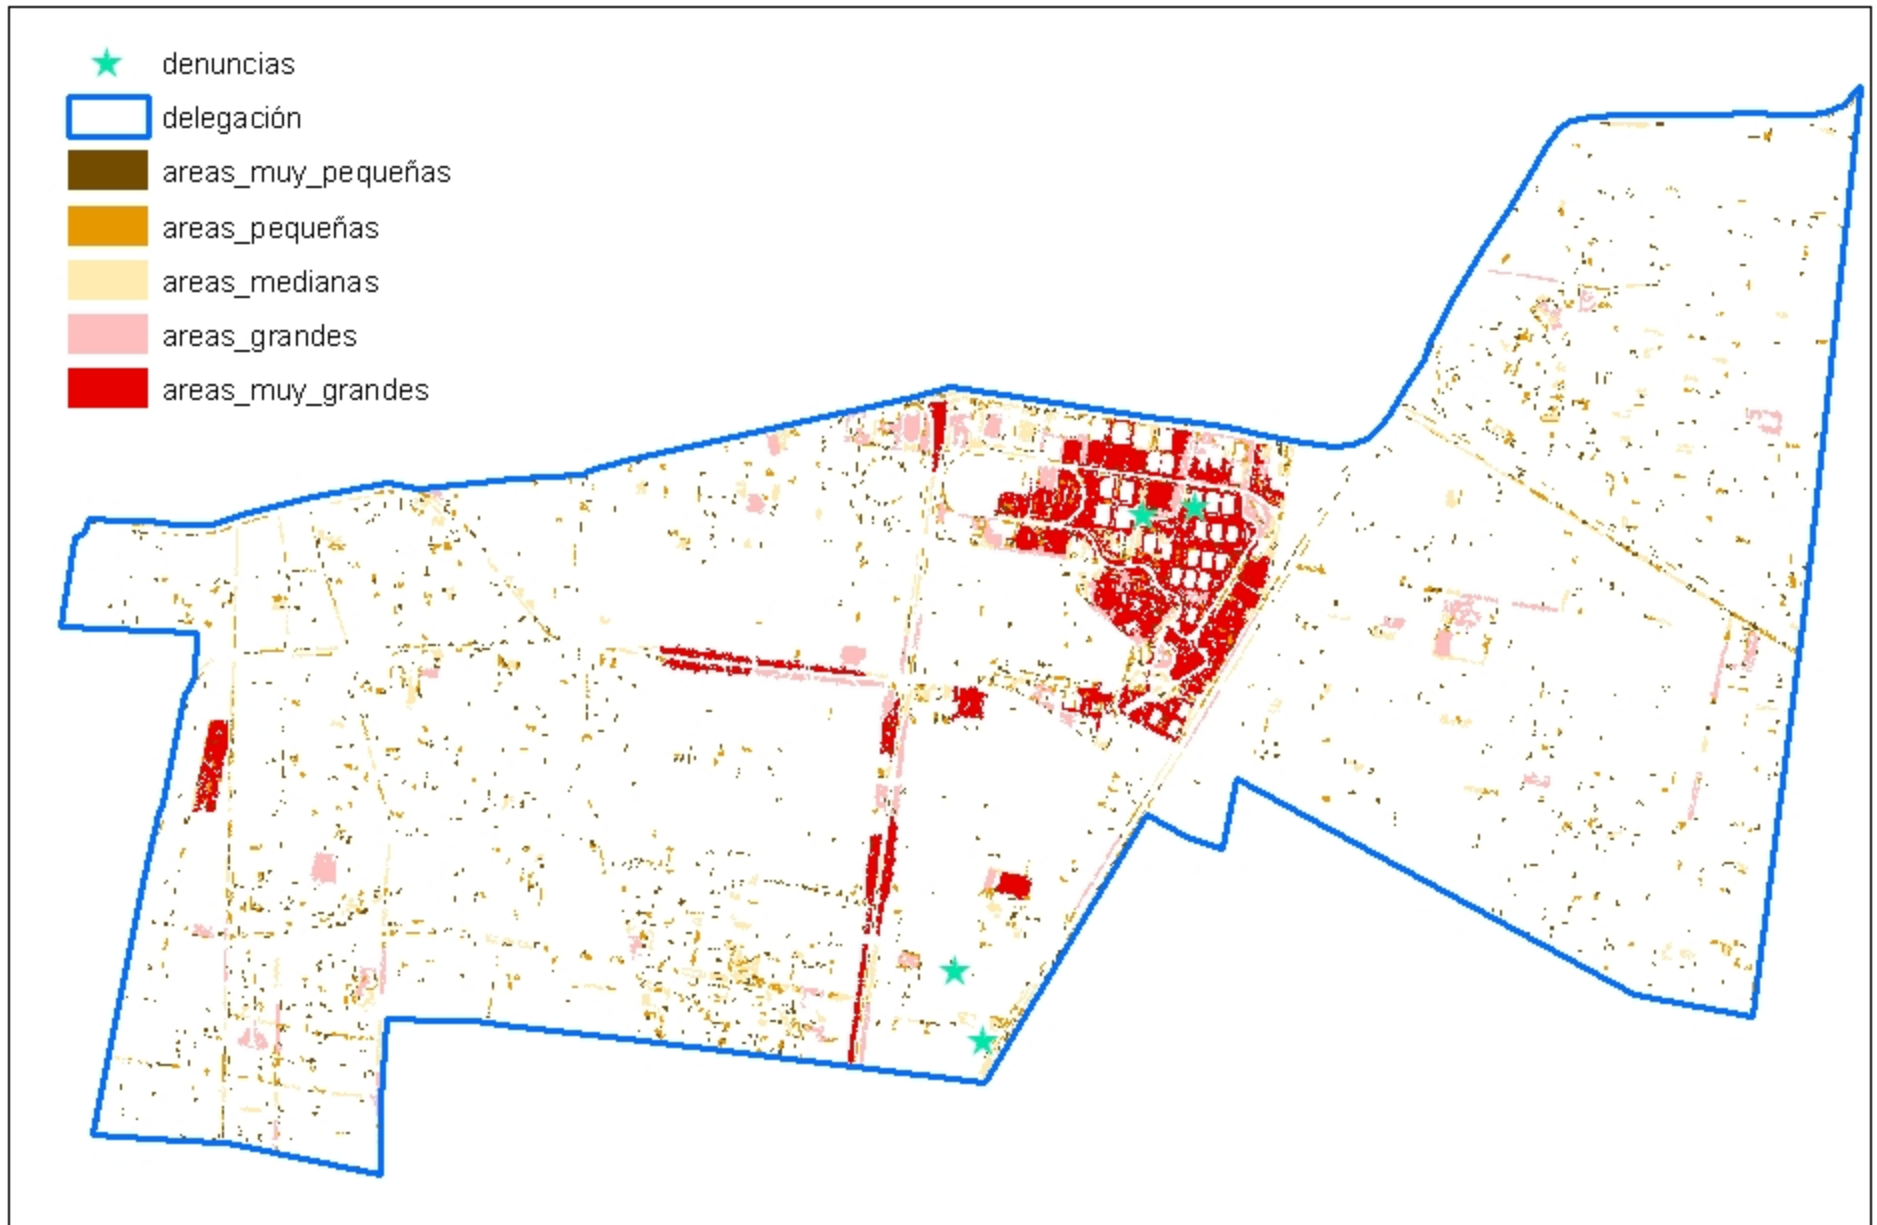 denuncias
delegación
areas_muy_pequeñas
areas_pequeñas
areas_medianas
areas_grandes
areas_muy_grandes